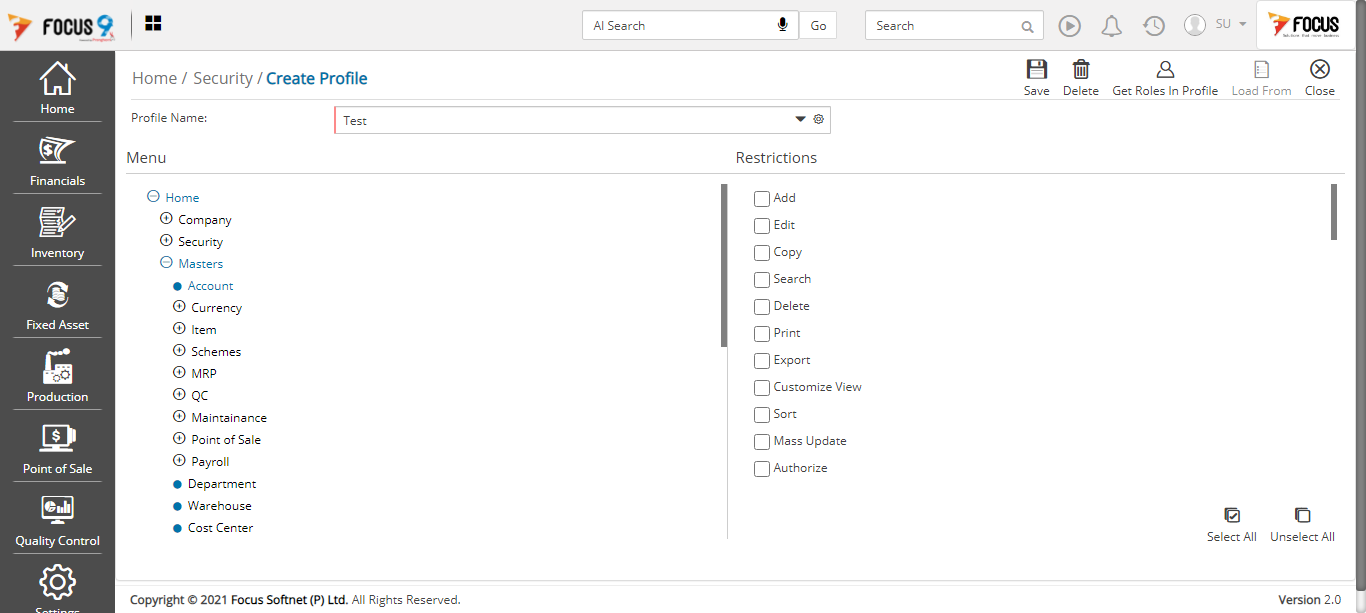 FOCUS 9
AI Search
Go
Search
SU
FOCUS
Home
Financials
Inventory
Fixed Asset
Production
Point of Sale
Quality Control
Settings
Home / Security / Create Profile
Save
Delete
Get Roles In Profile
Load From
Close
Profile Name:
Test
Menu
Home
Company
Security
Masters
Account
Currency
Item
Schemes
MRP
QC
Maintainance
Point of Sale
Payroll
Department
Warehouse
Cost Center
Restrictions
Add
Edit
Copy
Search
Delete
Print
Export
Customize View
Sort
Mass Update
Authorize
Select All
Unselect All
Copyright © 2021 Focus Softnet (P) Ltd. All Rights Reserved.
Version 2.0